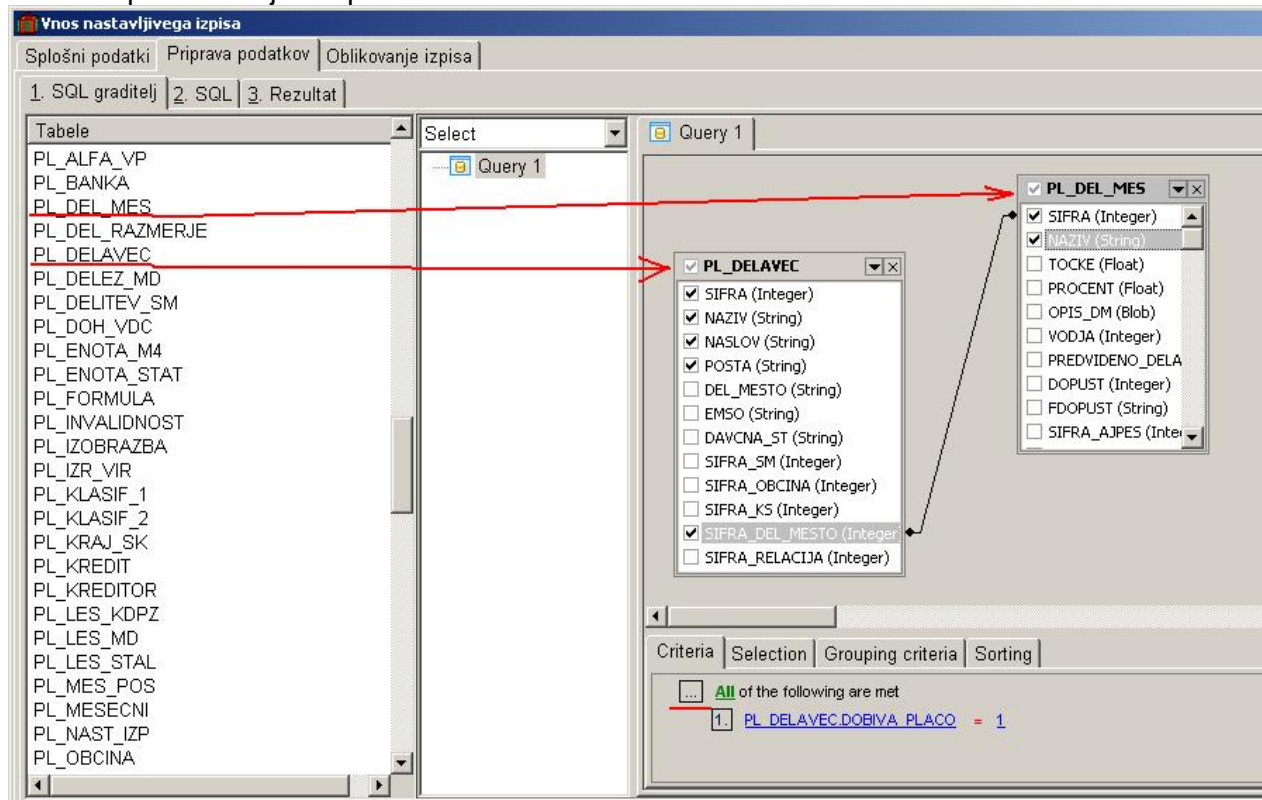 Vnos nastavljivega izpisa
Splošni podatki
Priprava podatkov
Oblikovanje izpisa
1. SQL graditelj
2. SQL
3. Rezultat
Tabele
PL_ALFA_VP
PL_BANKA
PL_DEL_MES
PL_DEL_RAZMERJE
PL_DELAVEC
PL_DELEZ_MD
PL_DELITEV_SM
PL_DOH_VDC
PL_ENOTA_M4
PL_ENOTA_STAT
PL_FORMULA
PL_INVALIDNOST
PL_IZOBRAZBA
PL_IZR_VIR
PL_KLASIF_1
PL_KLASIF_2
PL_KRAJ_SK
PL_KREDIT
PL_KREDITOR
PL_LES_KDPZ
PL_LES_MD
PL_LES_STAL
PL_MES_POS
PL_MESECNI
PL_NAST_IZP
PL_OBCINA
Select
Query 1
Query 1
PL_DELAVEC
SIFRA (Integer)
NAZIV (String)
NASLOV (String)
POSTA (String)
DEL_MESTO (String)
EMSO (String)
DAVCNA_ST (String)
SIFRA_SM (Integer)
SIFRA_OBCINA (Integer)
SIFRA_KS (Integer)
SIFRA_DEL_MESTO (Integer
SIFRA_RELACIJA (Integer)
PL_DEL_MES
SIFRA (Integer)
NAZIV (String)
TOCKE (Float)
PROCENT (Float)
OPIS_DM (Blob)
VODJA (Integer)
PREDVIDENO_DELA
DOPUST (Integer)
FDOPUST (String)
SIFRA_AJPES (Inte
Criteria
Selection
Grouping criteria
Sorting
... All of the following are met
1. PL_DELAVEC.DOBIVA_PLACO = 1